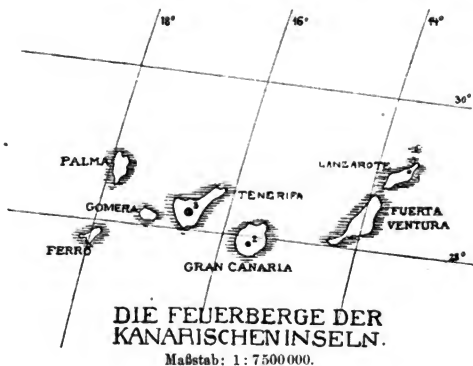 18° 16° 14°
30°
PALMA
LANZAROTE
GOMERA
TENERIFA
FUERTA
VENTURA
FERRO
GRAN CANARIA
28°
DIE FEUERBERGE DER
KANARISCHEN INSELN.
Maßstab: 1 : 7500000.